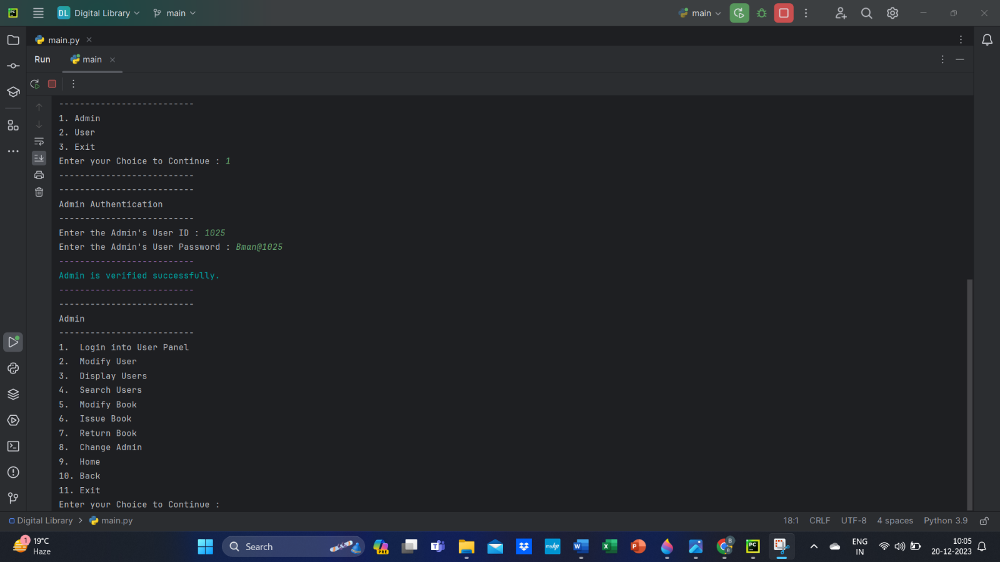 DL Digital Library main main
main.py
Run main
--------------------------
1. Admin
2. User
3. Exit
Enter your Choice to Continue : 1
--------------------------
--------------------------
Admin Authentication
--------------------------
Enter the Admin's User ID : 1025
Enter the Admin's User Password : Bman@1025
--------------------------
Admin is verified successfully.
--------------------------
--------------------------
Admin
--------------------------
1.  Login into User Panel
2.  Modify User
3.  Display Users
4.  Search Users
5.  Modify Book
6.  Issue Book
7.  Return Book
8.  Change Admin
9.  Home
10. Back
11. Exit
Enter your Choice to Continue :
Digital Library > main.py 18:1 CRLF UTF-8 4 spaces Python 3.9
1 19°C
Haze
Search
PRE
ENG
IN
10:05
20-12-2023